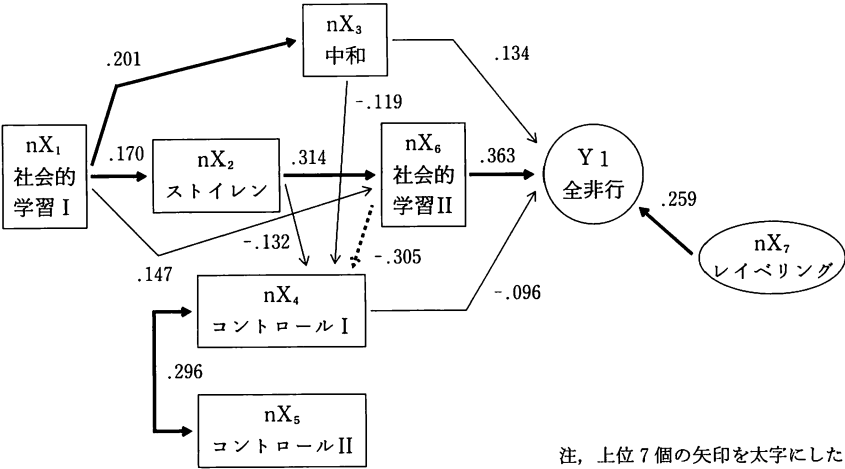 nX₃
中和
.201
.134
-.119
nX₁
社会的
学習Ⅰ
.170
nX₂
ストイレン
.314
nX₆
社会的
学習Ⅱ
.363
Y 1
全非行
.259
nX₇
レイベリング
.147
-.132
-.305
nX₄
コントロールⅠ
-.096
.296
nX₅
コントロールⅡ
注，上位7個の矢印を太字にした